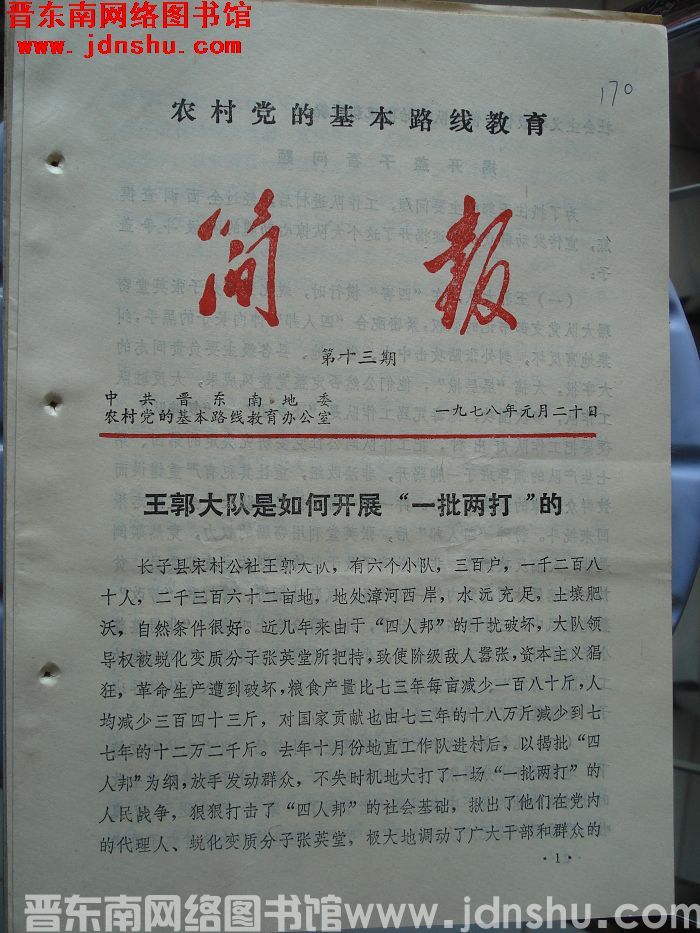 晋东南网络图书馆
www.jdnshu.com
170
农村党的基本路线教育
简报
第十三期
中共晋东南地委
农村党的基本路线教育办公室
一九七八年元月二十日
王郭大队是如何开展“一批两打”的
长子县宋村公社王郭大队，有六个小队，三百户，一千二百八
十人，二千三百六十二亩地，地处漳河西岸，水沅充足，土壤肥
沃，自然条件很好。近几年来由于“四人邦”的干扰破坏，大队领
导权被蜕化变质分子张英堂所把持，致使阶级敌人嚣张，资本主义猖
狂，革命生产遭到破坏，粮食产量比七三年每亩减少一百八十斤，人
均减少三百四十三斤，对国家贡献也由七三年的十八万斤减少到七
七年的十二万二千斤。去年十月份地直工作队进村后，以揭批“四
人邦”为纲，放手发动群众，不失时机地大打了一场“一批两打”的
人民战争，狠狠打击了“四人邦”的社会基础，揪出了他们在党内
的代理人、蜕化变质分子张英堂，极大地调动了广大干部和群众的
·1·
晋东南网络图书馆www.jdnshu.com